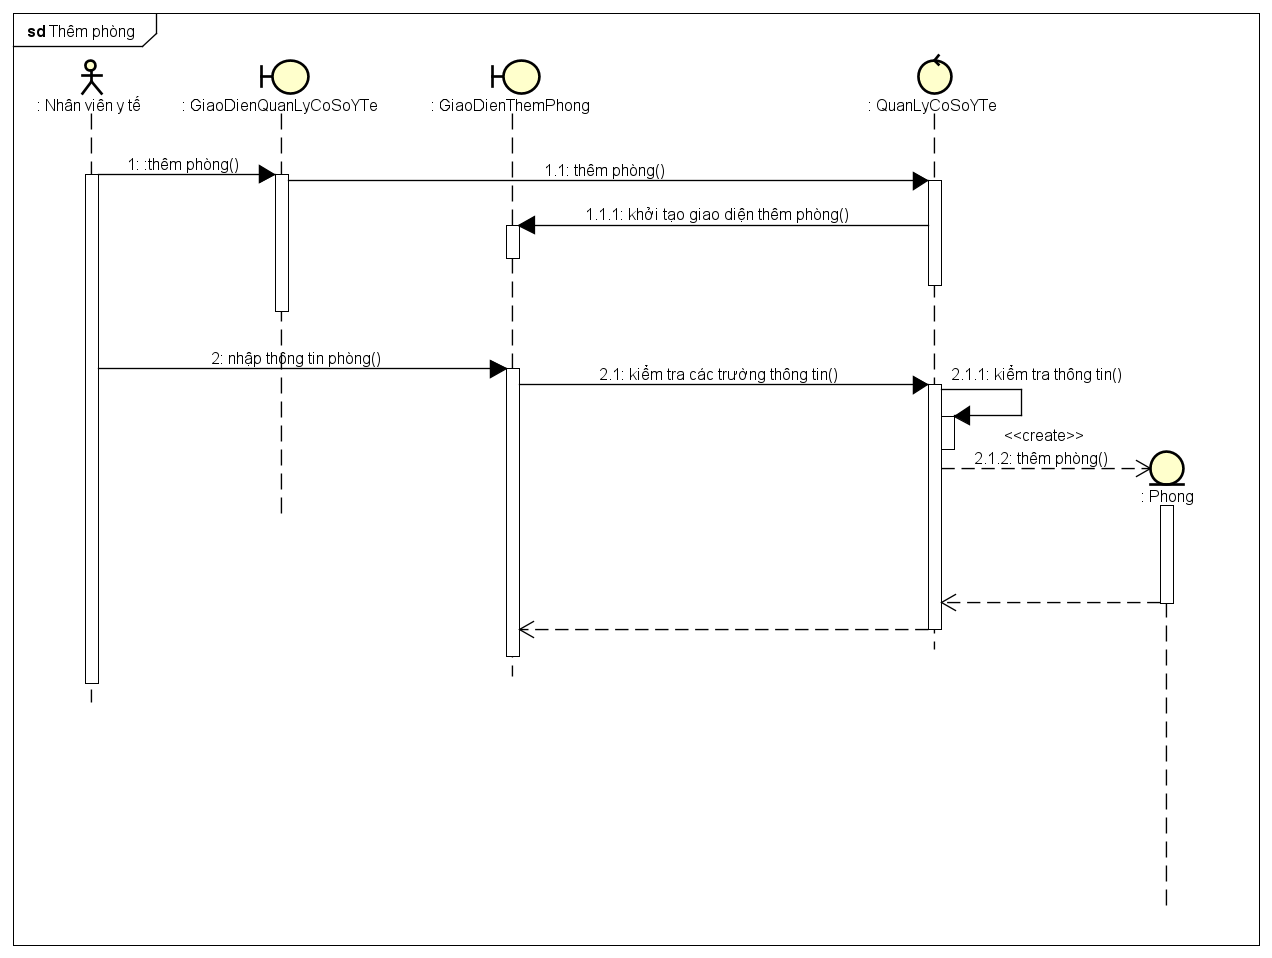 sd Thêm phòng
: Nhân viên y tế
: GiaoDienQuanLyCoSoYTe
: GiaoDienThemPhong
: QuanLyCoSoYTe
1: :thêm phòng()
1.1: thêm phòng()
1.1.1: khởi tạo giao diện thêm phòng()
2: nhập thông tin phòng()
2.1: kiểm tra các trường thông tin()
2.1.1: kiểm tra thông tin()
<<create>>
2.1.2: thêm phòng()
: Phong